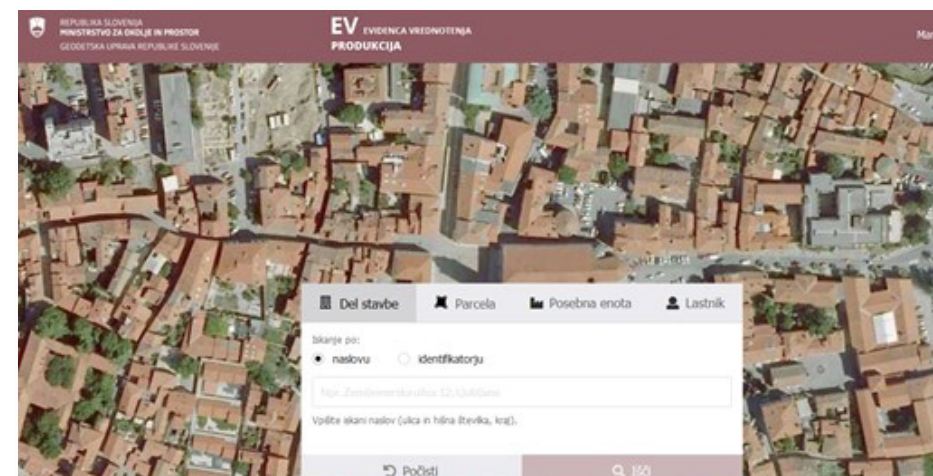 REPUBLIKA SLOVENIJA
MINISTRSTVO ZA OKOLJE IN PROSTOR
GEODETSKA UPRAVA REPUBLIKE SLOVENIJE
EV EVIDENCA VREDNOTENJA
PRODUKCIJA
Mar
Del stavbe Parcela Posebna enota Lastnik
Iskanje po:
naslovu identifikatorju
Npr. Zemljemerska ulica 12, Ljubljana
Vpišite iskani naslov (ulica in hišna številka, kraj).
Počisti Išči